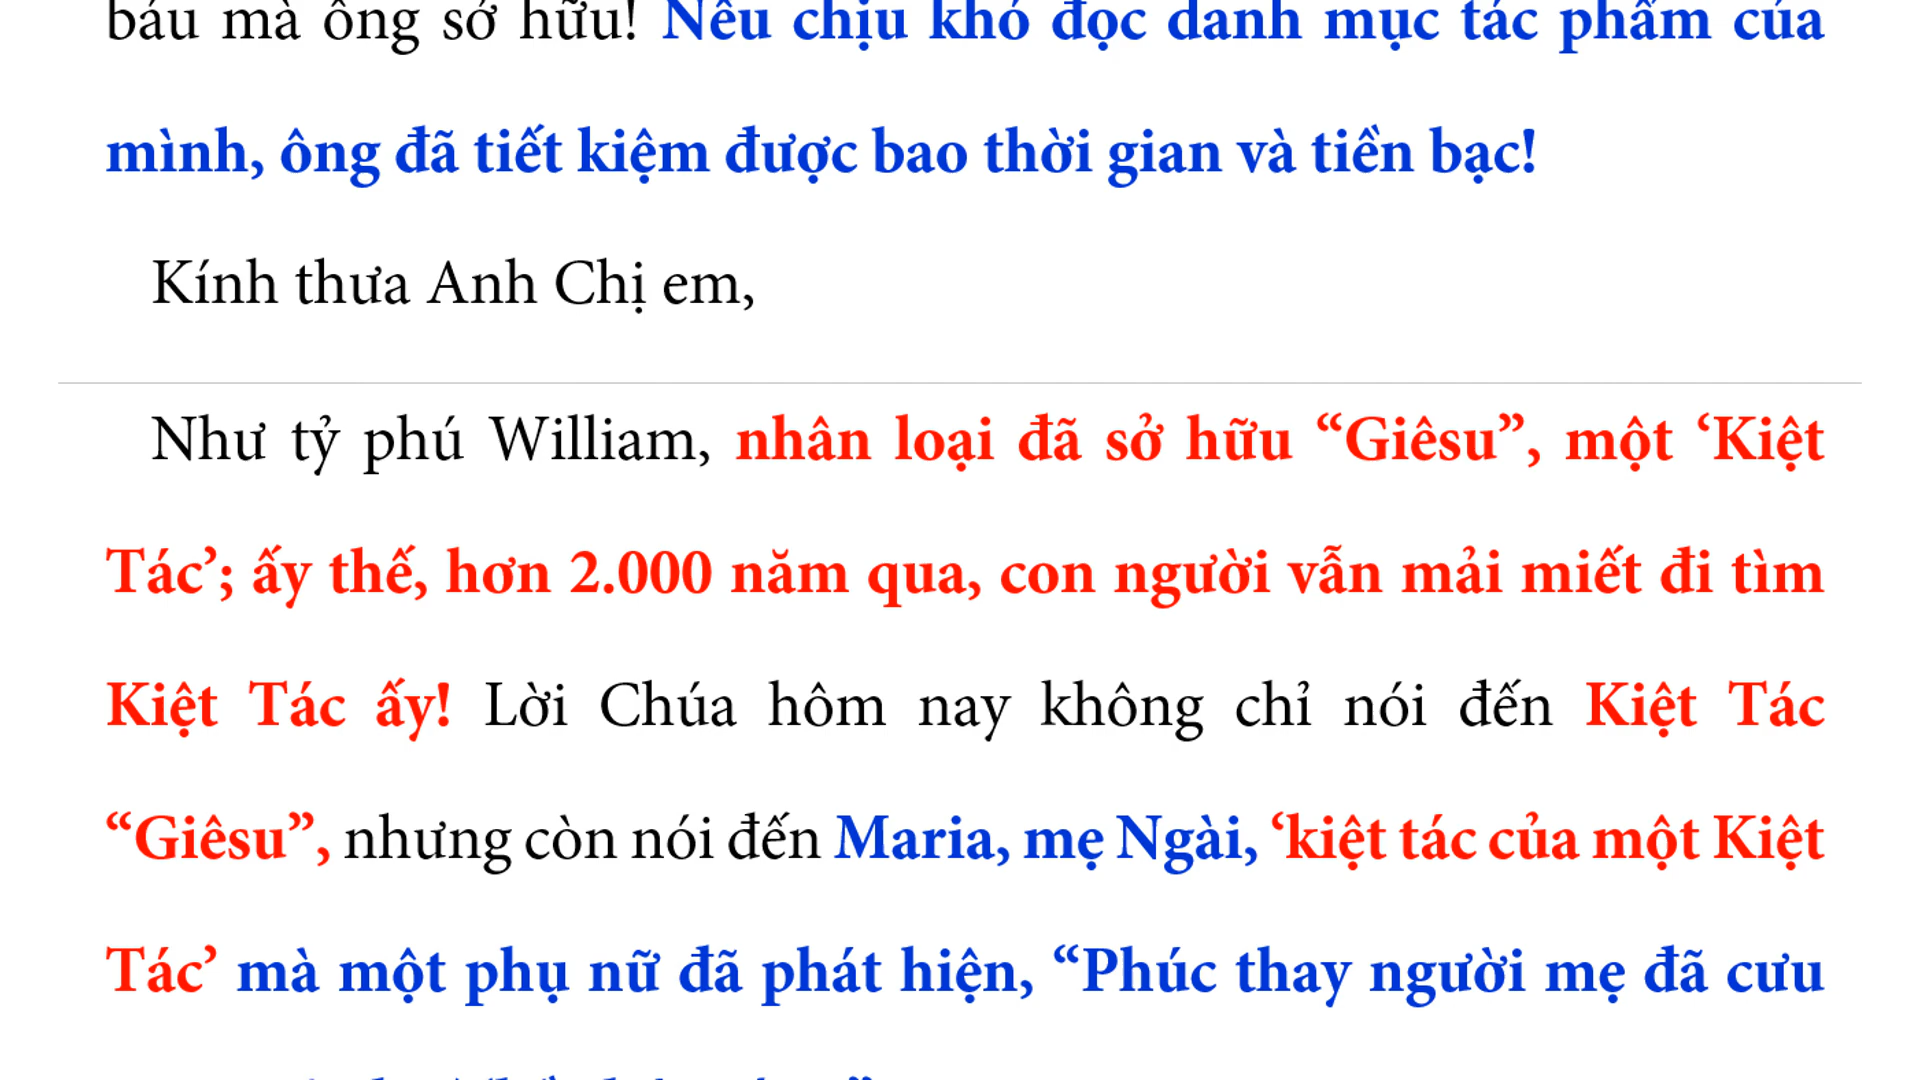 báu mà ông sở hữu! Nếu chịu khó đọc danh mục tác phẩm của
mình, ông đã tiết kiệm được bao thời gian và tiền bạc!
Kính thưa Anh Chị em,
Như tỷ phú William, nhân loại đã sở hữu “Giêsu”, một ‘Kiệt
Tác’; ấy thế, hơn 2.000 năm qua, con người vẫn mải miết đi tìm
Kiệt Tác ấy! Lời Chúa hôm nay không chỉ nói đến Kiệt Tác
“Giêsu”, nhưng còn nói đến Maria, mẹ Ngài, ‘kiệt tác của một Kiệt
Tác’ mà một phụ nữ đã phát hiện, “Phúc thay người mẹ đã cưu